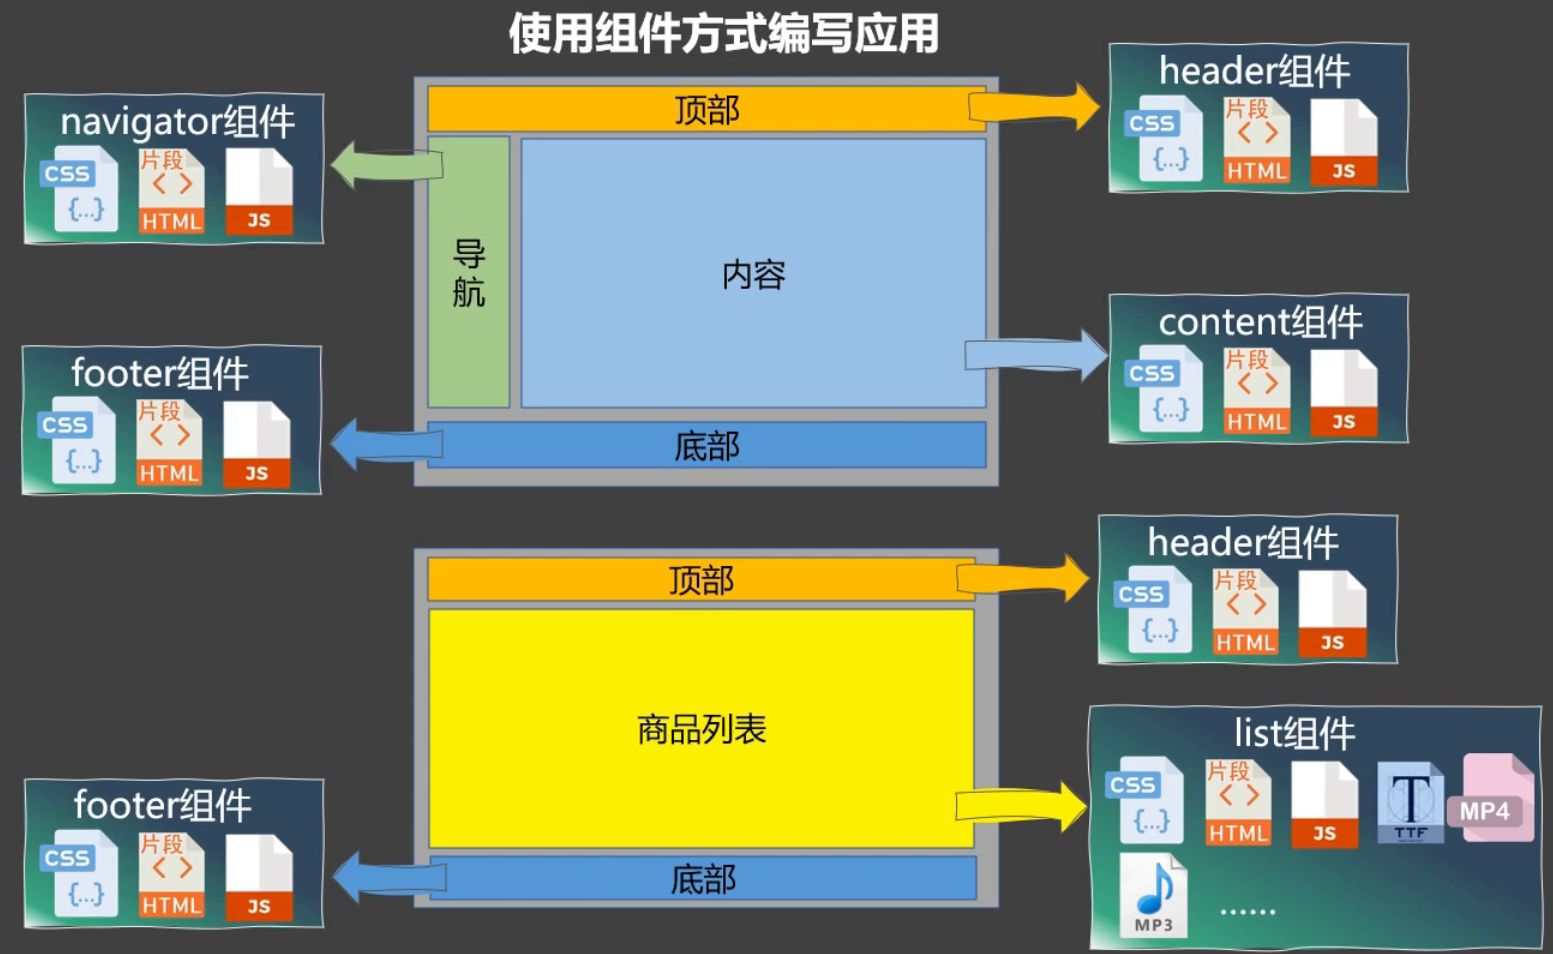 使用组件方式编写应用
navigator组件
CSS
{...}
片段
< >
HTML
JS
顶部
header组件
CSS
{...}
片段
< >
HTML
JS
导
航
内容
content组件
CSS
{...}
片段
< >
HTML
JS
footer组件
CSS
{...}
片段
< >
HTML
JS
底部
顶部
header组件
CSS
{...}
片段
< >
HTML
JS
商品列表
list组件
CSS
{...}
片段
< >
HTML
JS
T
TTF
MP4
MP3
......
footer组件
CSS
{...}
片段
< >
HTML
JS
底部